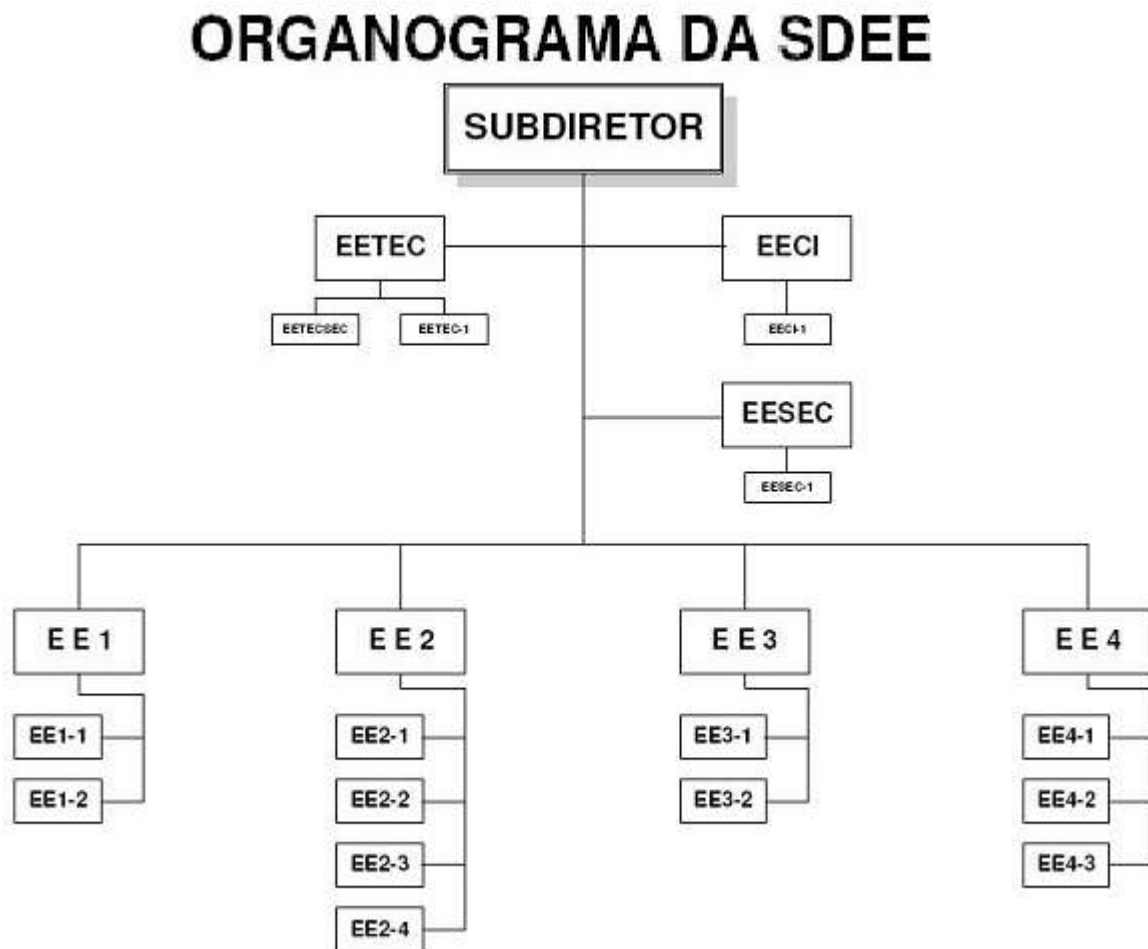 ORGANOGRAMA DA SDEE
SUBDIRETOR
EETEC
EECI
EETECSEC
EETEC-1
EECI-1
EESEC
EESEC-1
E E 1
E E 2
E E 3
E E 4
EE1-1
EE2-1
EE3-1
EE4-1
EE1-2
EE2-2
EE3-2
EE4-2
EE2-3
EE4-3
EE2-4